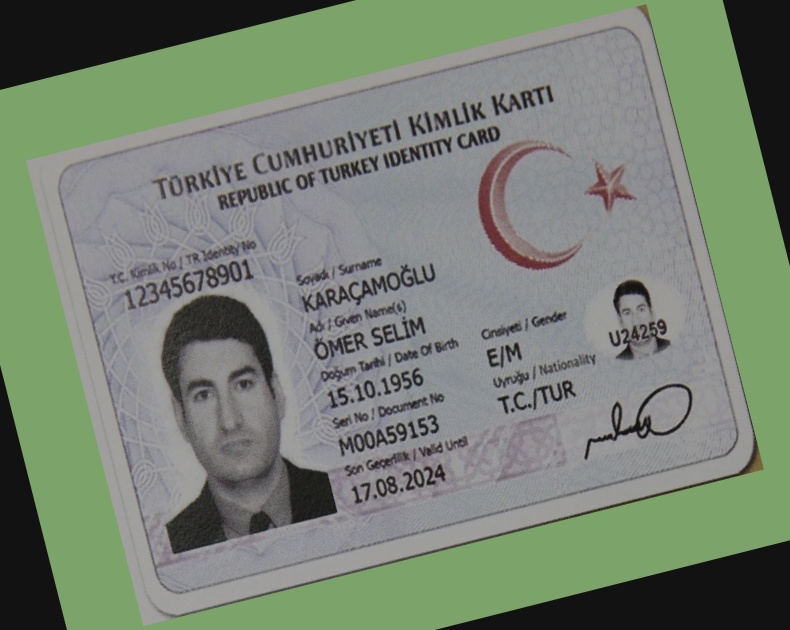 TÜRKİYE CUMHURİYETİ KİMLİK KARTI
REPUBLIC OF TURKEY IDENTITY CARD
T.C. Kimlik No / TR Identity No
12345678901
Soyadı / Surname
KARAÇAMOĞLU
Adı / Given Name(s)
ÖMER SELİM
Doğum Tarihi / Date Of Birth
15.10.1956
Seri No / Document No
M00A59153
Son Geçerlilik / Valid Until
17.08.2024
Cinsiyeti / Gender
E/M
Uyruğu / Nationality
T.C./TUR
U24259